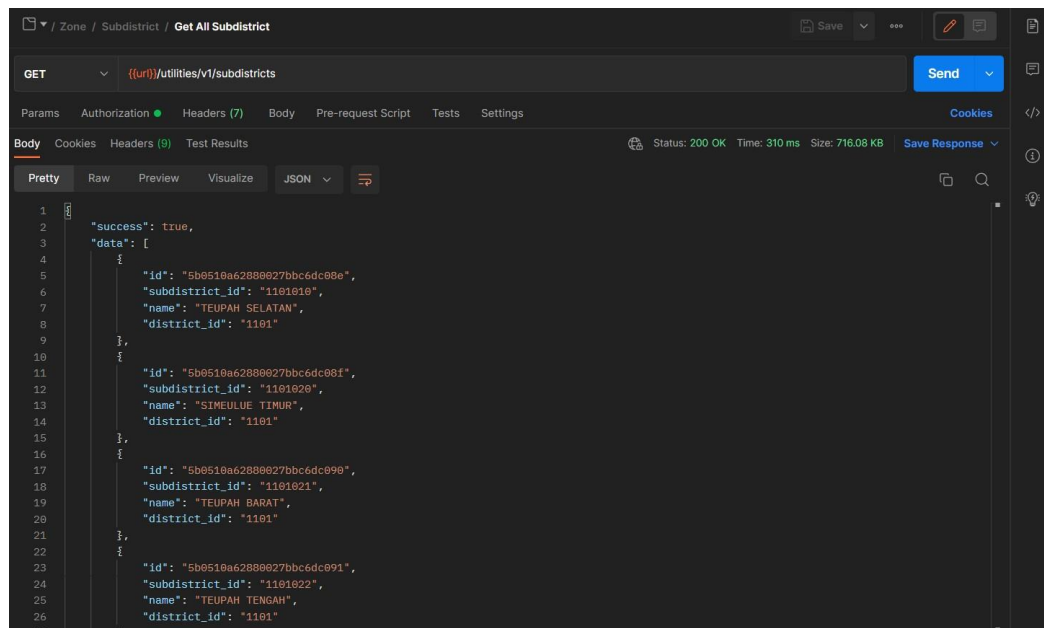 / Zone / Subdistrict / Get All Subdistrict
Save
GET
{{url}}/utilities/v1/subdistricts
Send
Params Authorization Headers (7) Body Pre-request Script Tests Settings Cookies
Body Cookies Headers (9) Test Results Status: 200 OK Time: 310 ms Size: 716.08 KB Save Response
Pretty Raw Preview Visualize JSON
1 {
2 "success": true,
3 "data": [
4 {
5 "id": "5b0510a62880027bbc6dc08e",
6 "subdistrict_id": "1101010",
7 "name": "TEUPAH SELATAN",
8 "district_id": "1101"
9 },
10 {
11 "id": "5b0510a62880027bbc6dc08f",
12 "subdistrict_id": "1101020",
13 "name": "SIMEULUE TIMUR",
14 "district_id": "1101"
15 },
16 {
17 "id": "5b0510a62880027bbc6dc090",
18 "subdistrict_id": "1101021",
19 "name": "TEUPAH BARAT",
20 "district_id": "1101"
21 },
22 {
23 "id": "5b0510a62880027bbc6dc091",
24 "subdistrict_id": "1101022",
25 "name": "TEUPAH TENGAH",
26 "district_id": "1101"